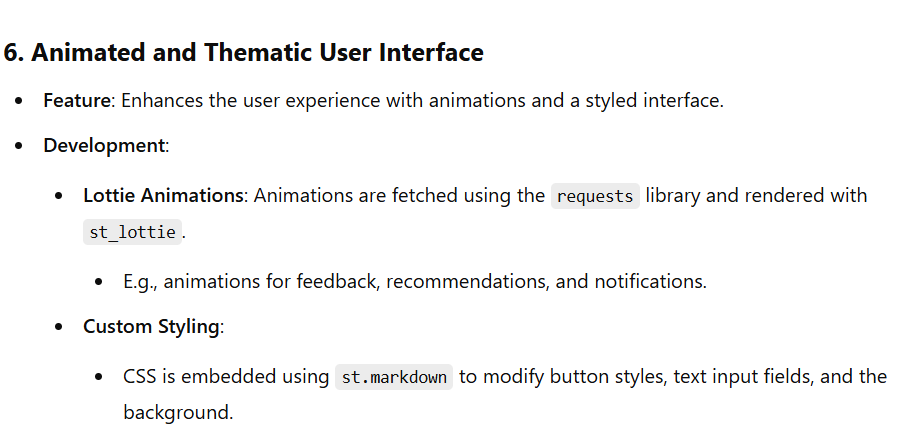 6. Animated and Thematic User Interface
• Feature: Enhances the user experience with animations and a styled interface.
• Development:
• Lottie Animations: Animations are fetched using the requests library and rendered with
st_lottie.
• E.g., animations for feedback, recommendations, and notifications.
• Custom Styling:
• CSS is embedded using st.markdown to modify button styles, text input fields, and the
background.